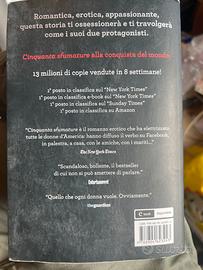 Romantica, erotica, appassionante,
questa storia ti ossessionerà e ti travolgerà
come i suoi due protagonisti.
Cinquanta sfumature alla conquista del mondo:
13 milioni di copie vendute in 8 settimane!
1° posto in classifica sul "New York Times"
1° posto in classifica e-book sul "New York Times"
1° posto in classifica sul "Sunday Times"
1° posto in classifica su Amazon
"Cinquanta sfumature è il romanzo erotico che ha elettrizzato
tutte le donne d'America: hanno diffuso il verbo su Facebook,
in palestra, a casa, con le amiche, con i mariti..."
The New York Times
"Scandaloso, bollente, il bestseller
di cui non si può smettere di parlare."
Entertainment
"Quello che ogni donna vuole. Ovviamente."
theguardian
e book